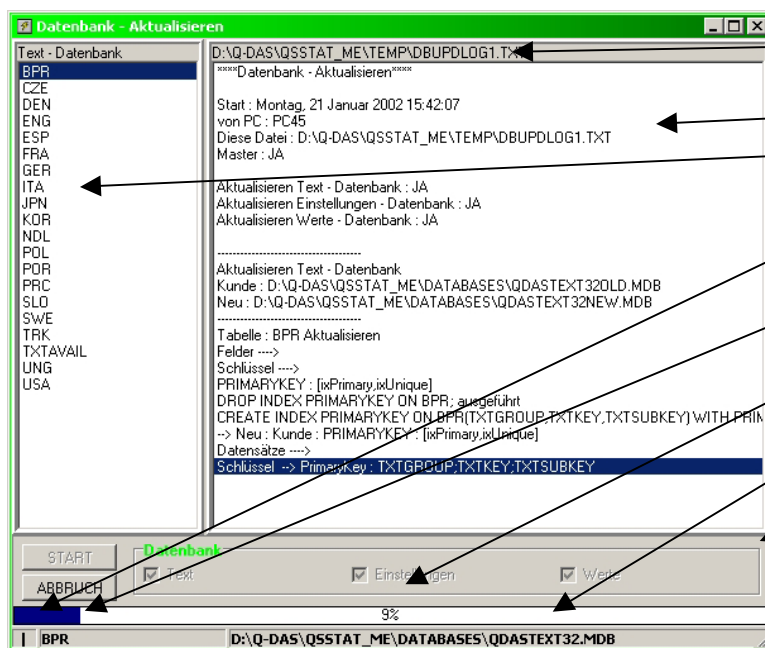 Datenbank - Aktualisieren
Text - Datenbank
BPR
CZE
DEN
ENG
ESP
FRA
GER
ITA
JPN
KOR
NDL
POL
POR
PRC
SLO
SWE
TRK
TXTAVAIL
UNG
USA
D:\Q-DAS\QSSTAT_ME\TEMP\DBUPDLOG1.TXT
****Datenbank - Aktualisieren****
Start : Montag, 21 Januar 2002 15:42:07
von PC : PC45
Diese Datei : D:\Q-DAS\QSSTAT_ME\TEMP\DBUPDLOG1.TXT
Master : JA
Aktualisieren Text - Datenbank : JA
Aktualisieren Einstellungen - Datenbank : JA
Aktualisieren Werte - Datenbank : JA
------------------------------------
Aktualisieren Text - Datenbank
Kunde : D:\Q-DAS\QSSTAT_ME\DATABASES\QDASTEXT32OLD.MDB
Neu : D:\Q-DAS\QSSTAT_ME\DATABASES\QDASTEXT32NEW.MDB
------------------------------------
Tabelle : BPR Aktualisieren
Felder ---->
Schlüssel ---->
PRIMARYKEY : [ixPrimary,ixUnique]
DROP INDEX PRIMARYKEY ON BPR; ausgeführt
CREATE INDEX PRIMARYKEY ON BPR(TXTGROUP,TXTKEY,TXTSUBKEY) WITH PRIM
--> Neu : Kunde : PRIMARYKEY : [ixPrimary,ixUnique]
Datensätze ---->
Schlüssel --> PrimaryKey : TXTGROUP;TXTKEY;TXTSUBKEY
START
ABBRUCH
Datenbank
Text
Einstellungen
Werte
9%
BPR
D:\Q-DAS\QSSTAT_ME\DATABASES\QDASTEXT32.MDB